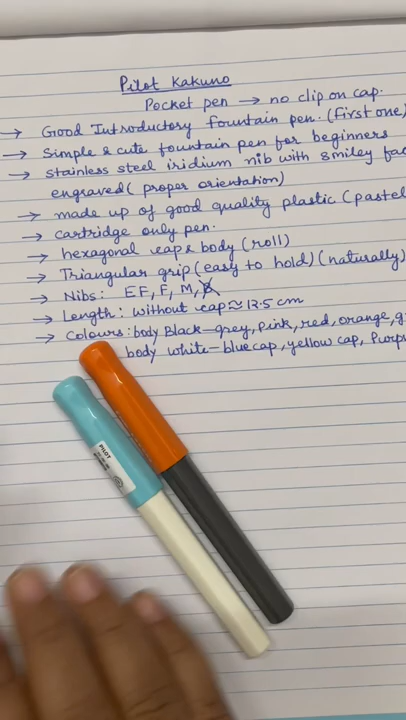 Pilot Kakuno
Pocket pen → no clip on cap.
→ Good Introductory fountain pen. (First one)
→ Simple & cute fountain pen for beginners
→ stainless steel iridium nib with smiley fac
engraved (proper orientation)
→ made up of good quality plastic (pastel
→ cartridge only pen.
→ hexagonal cap & body (roll)
→ Triangular grip (easy to hold) (naturally)
→ Nibs: EF, F, M,
→ Length: without cap ≈ 12.5 cm
→ Colours: body Black - grey, pink, red, orange, g
body white - blue cap, yellow cap, Purp
PILOT